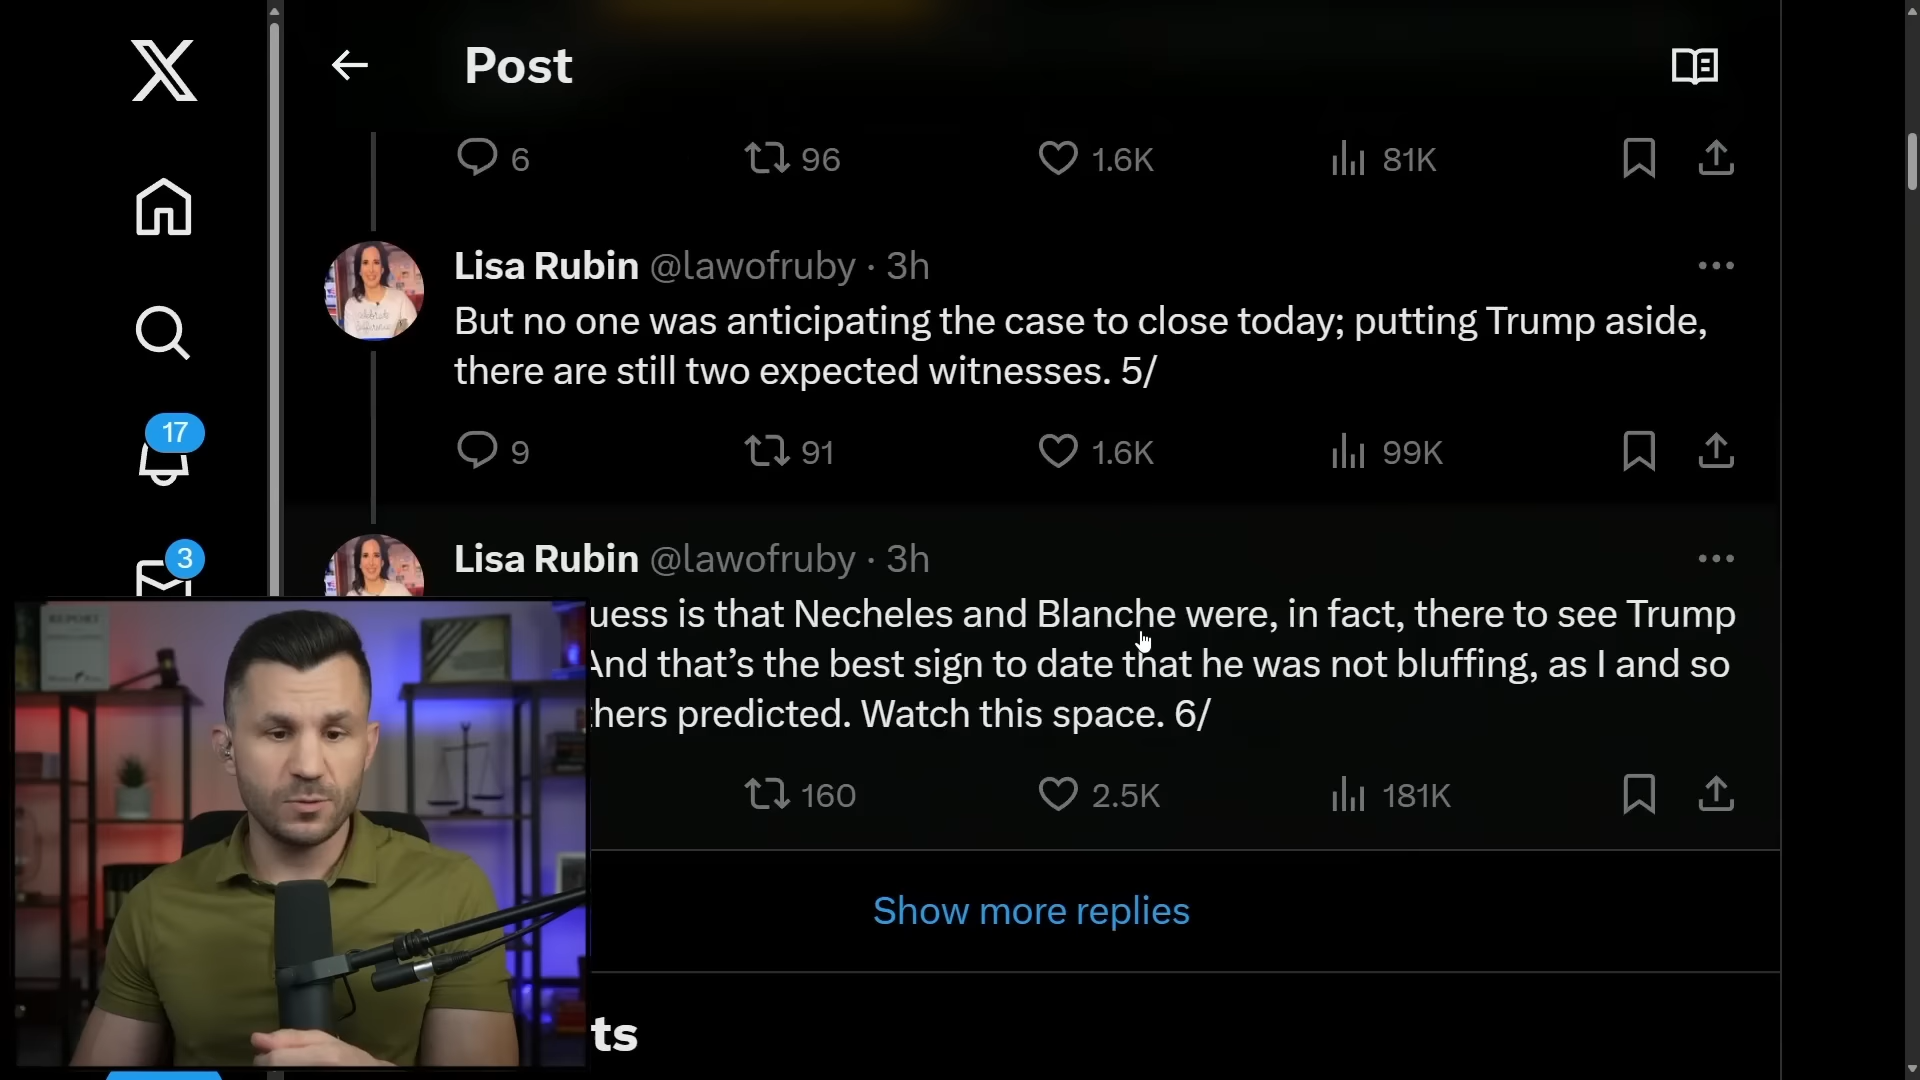 Post
6 96 1.6K 81K
Lisa Rubin @lawofruby · 3h
But no one was anticipating the case to close today; putting Trump aside,
there are still two expected witnesses. 5/
17
9 91 1.6K 99K
3
Lisa Rubin @lawofruby · 3h
uess is that Necheles and Blanche were, in fact, there to see Trump
And that’s the best sign to date that he was not bluffing, as I and so
thers predicted. Watch this space. 6/
REPORT
160 2.5K 181K
Show more replies
ts